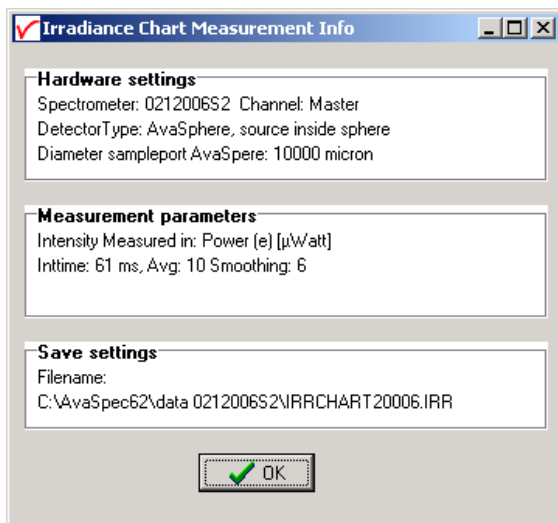 Irradiance Chart Measurement Info
Hardware settings
Spectrometer: 0212006S2 Channel: Master
DetectorType: AvaSphere, source inside sphere
Diameter sampleport AvaSpere: 10000 micron
Measurement parameters
Intensity Measured in: Power (e) [µWatt]
Inttime: 61 ms, Avg: 10 Smoothing: 6
Save settings
Filename:
C:\AvaSpec62\data 0212006S2\IRRCHART20006.IRR
OK